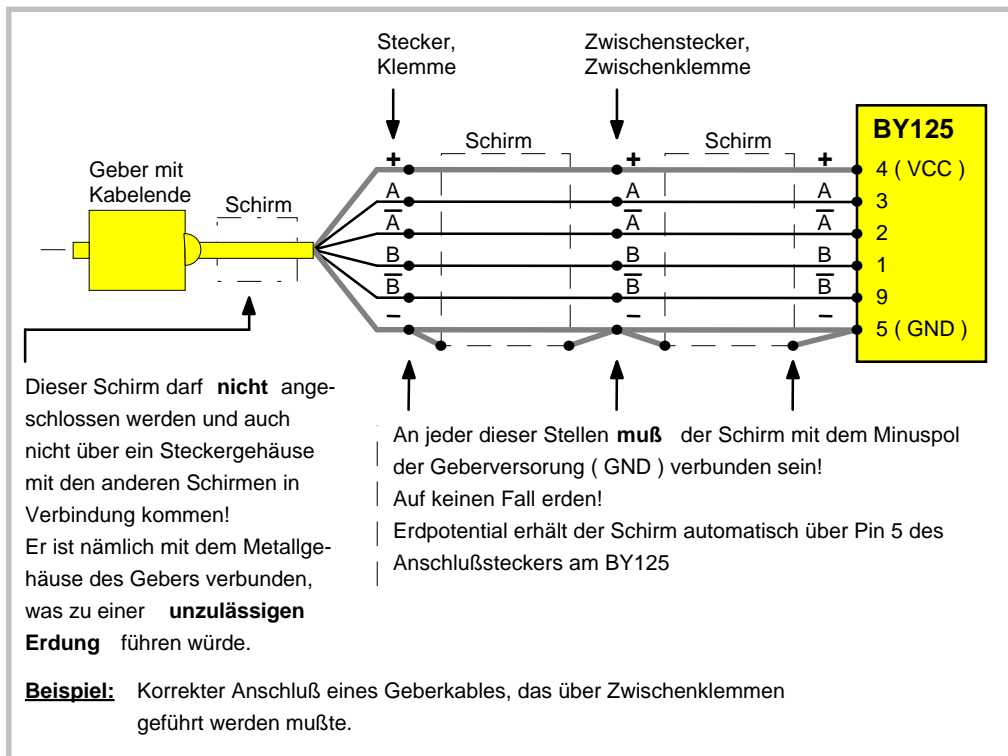 Stecker,
Klemme
Zwischenstecker,
Zwischenklemme
BY125
Geber mit
Kabelende
Schirm
Schirm
Schirm
+
+
+
4 ( VCC )
A
A
A
3
A̅
A̅
A̅
2
B
B
B
1
B̅
B̅
B̅
9
–
–
–
5 ( GND )
Dieser Schirm darf nicht ange-
schlossen werden und auch
nicht über ein Steckergehäuse
mit den anderen Schirmen in
Verbindung kommen!
Er ist nämlich mit dem Metallge-
häuse des Gebers verbunden,
was zu einer unzulässigen
Erdung führen würde.
An jeder dieser Stellen muß der Schirm mit dem Minuspol
der Geberversorung ( GND ) verbunden sein!
Auf keinen Fall erden!
Erdpotential erhält der Schirm automatisch über Pin 5 des
Anschlußsteckers am BY125
Beispiel: Korrekter Anschluß eines Geberkables, das über Zwischenklemmen
geführt werden mußte.